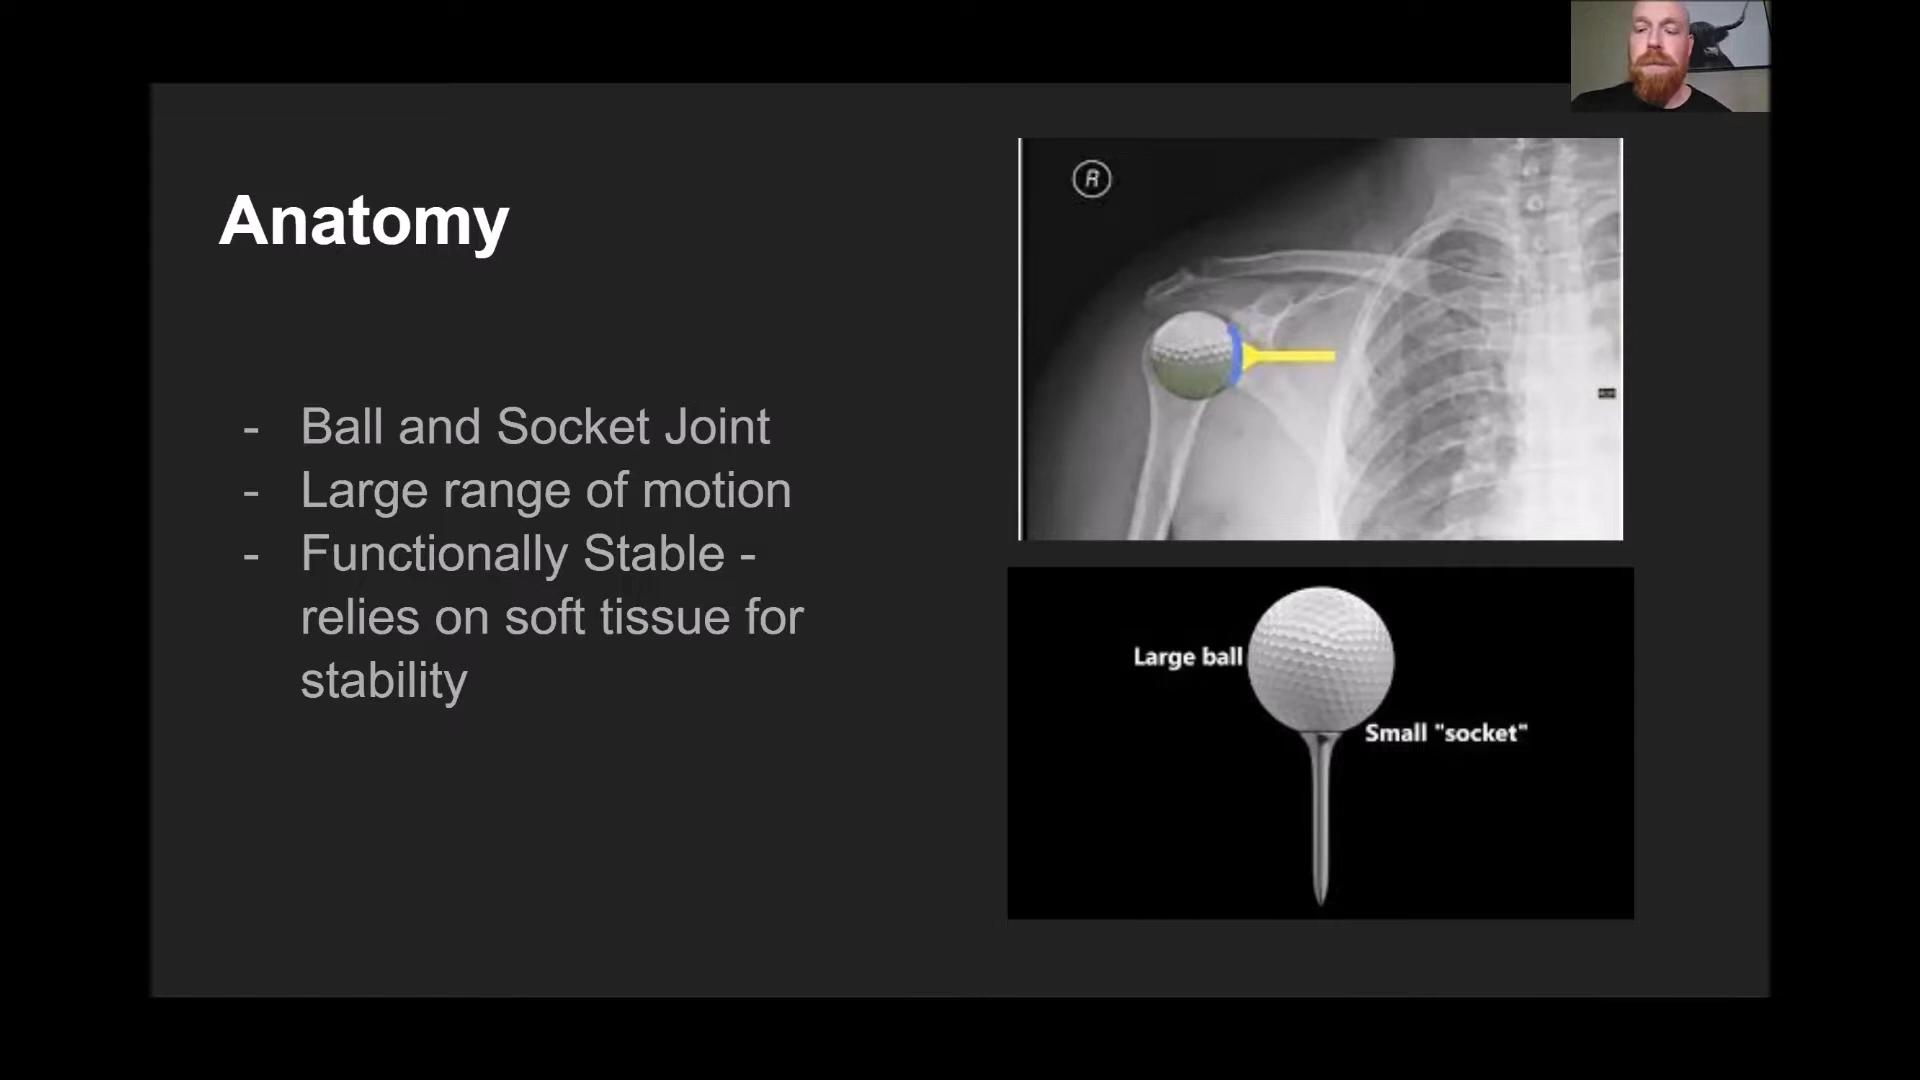 Anatomy
- Ball and Socket Joint
- Large range of motion
- Functionally Stable -
relies on soft tissue for
stability
R
Large ball
Small "socket"